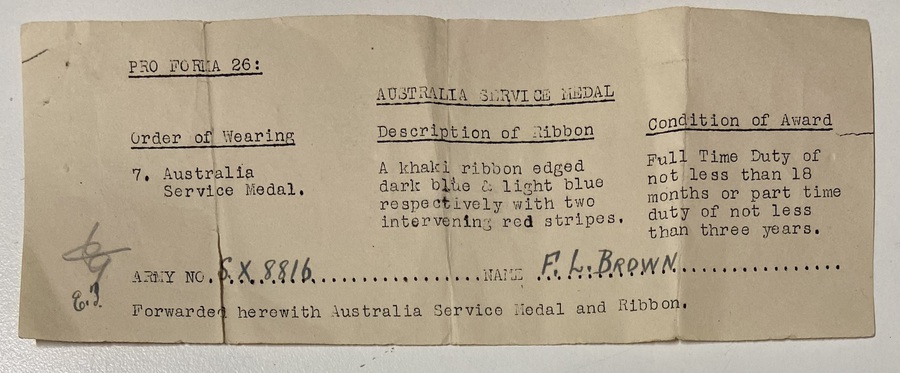 PRO FORMA 26:
AUSTRALIA SERVICE MEDAL
Order of Wearing
7. Australia
Service Medal.
Description of Ribbon
A khaki ribbon edged
dark blue & light blue
respectively with two
intervening red stripes.
Condition of Award
Full Time Duty of
not less than 18
months or part time
duty of not less
than three years.
ARMY NO. S.X.8816 NAME F. L. BROWN
Forwarded herewith Australia Service Medal and Ribbon.